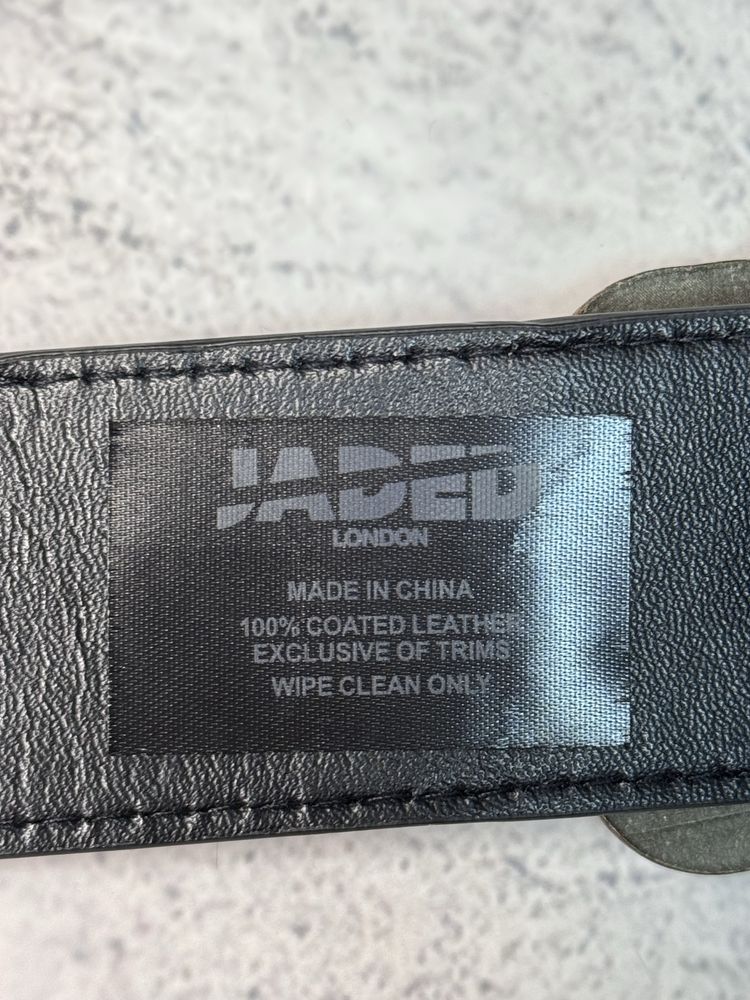 JADED
LONDON
MADE IN CHINA
100% COATED LEATHER
EXCLUSIVE OF TRIMS
WIPE CLEAN ONLY